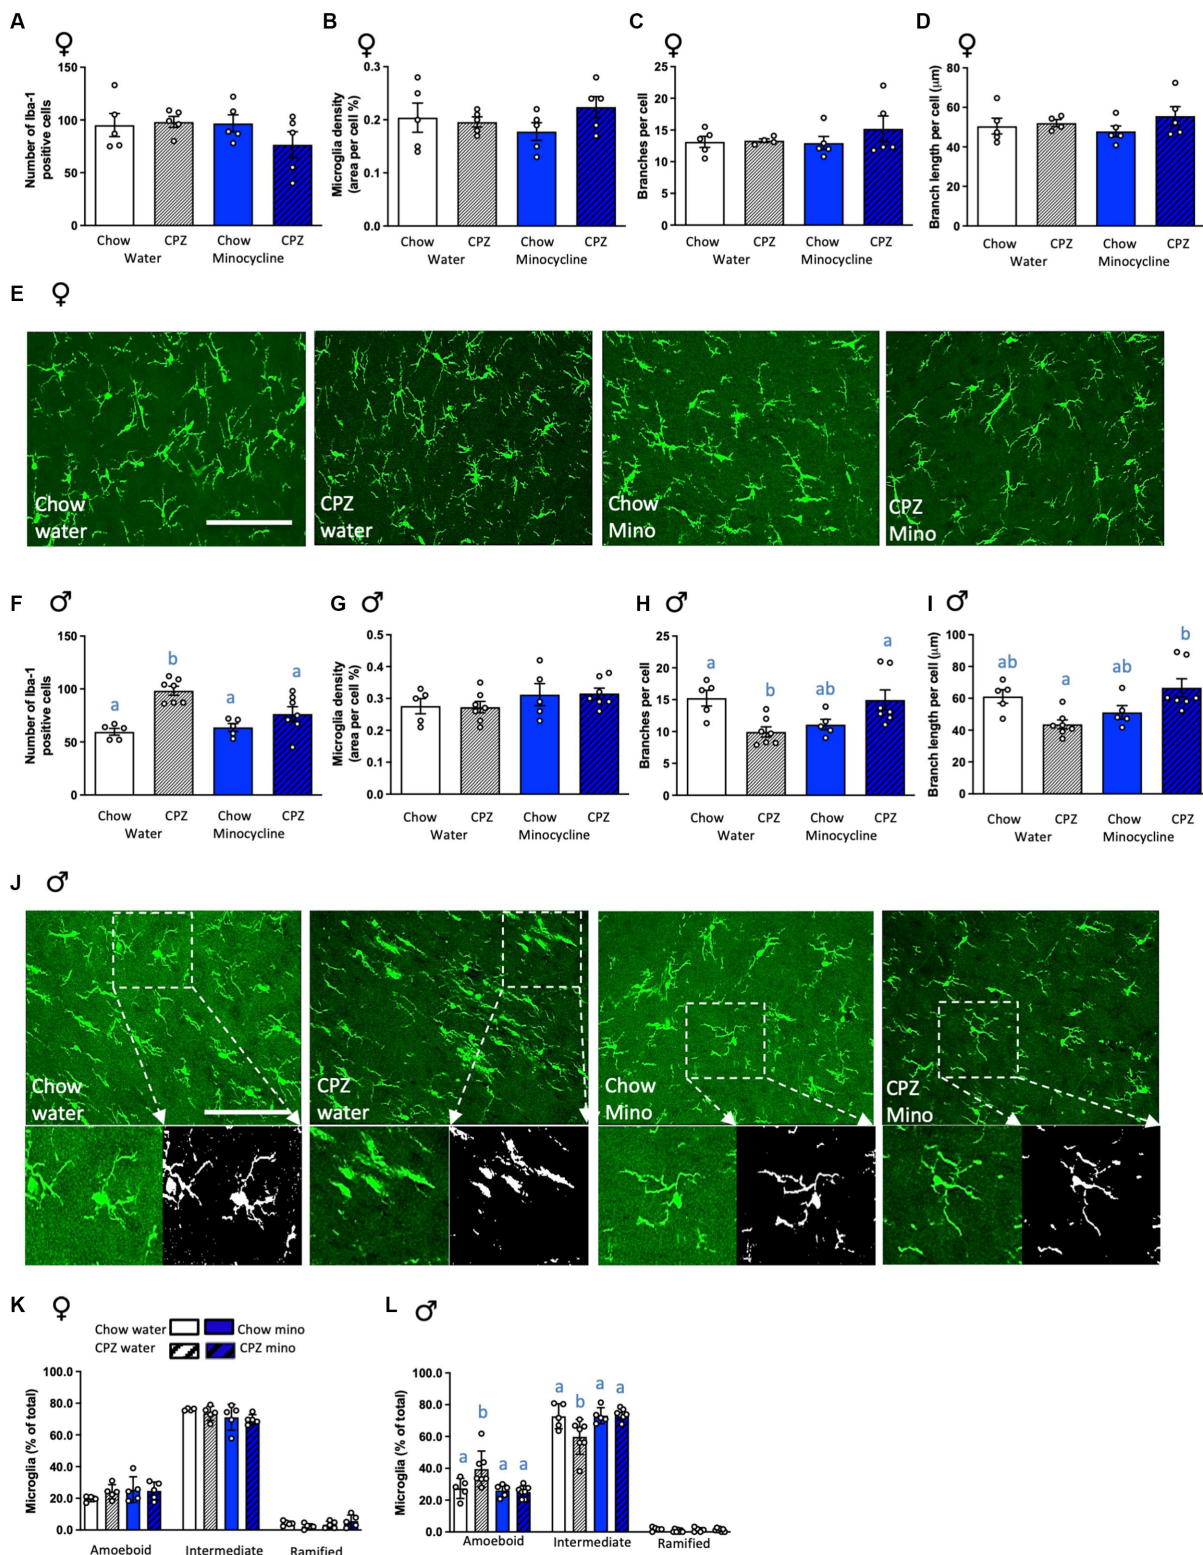 A ♀ B ♀ C ♀ D ♀
Number of Iba-1 positive cells
150
100
50
0
Chow CPZ Chow CPZ
Water Minocycline
Microglia density (area per cell %)
0.3
0.2
0.1
0.0
Chow CPZ Chow CPZ
Water Minocycline
Branches per cell
25
20
15
10
5
0
Chow CPZ Chow CPZ
Water Minocycline
Branch length per cell (μm)
80
60
40
20
0
Chow CPZ Chow CPZ
Water Minocycline
E ♀
Chow water
CPZ water
Chow Mino
CPZ Mino
F ♂ G ♂ H ♂ I ♂
Number of Iba-1 positive cells
150
100
50
0
a b a a
Chow CPZ Chow CPZ
Water Minocycline
Microglia density (area per cell %)
0.5
0.4
0.3
0.2
0.1
0.0
Chow CPZ Chow CPZ
Water Minocycline
Branches per cell
25
20
15
10
5
0
a b ab a
Chow CPZ Chow CPZ
Water Minocycline
Branch length per cell (μm)
100
80
60
40
20
0
ab a ab b
Chow CPZ Chow CPZ
Water Minocycline
J ♂
Chow water
CPZ water
Chow Mino
CPZ Mino
K ♀
Chow water Chow mino
CPZ water CPZ mino
Microglia (% of total)
100.0
80.0
60.0
40.0
20.0
0.0
Amoeboid Intermediate Ramified
L ♂
Microglia (% of total)
100.0
80.0
60.0
40.0
20.0
0.0
a b a a
a b a a
Amoeboid Intermediate Ramified